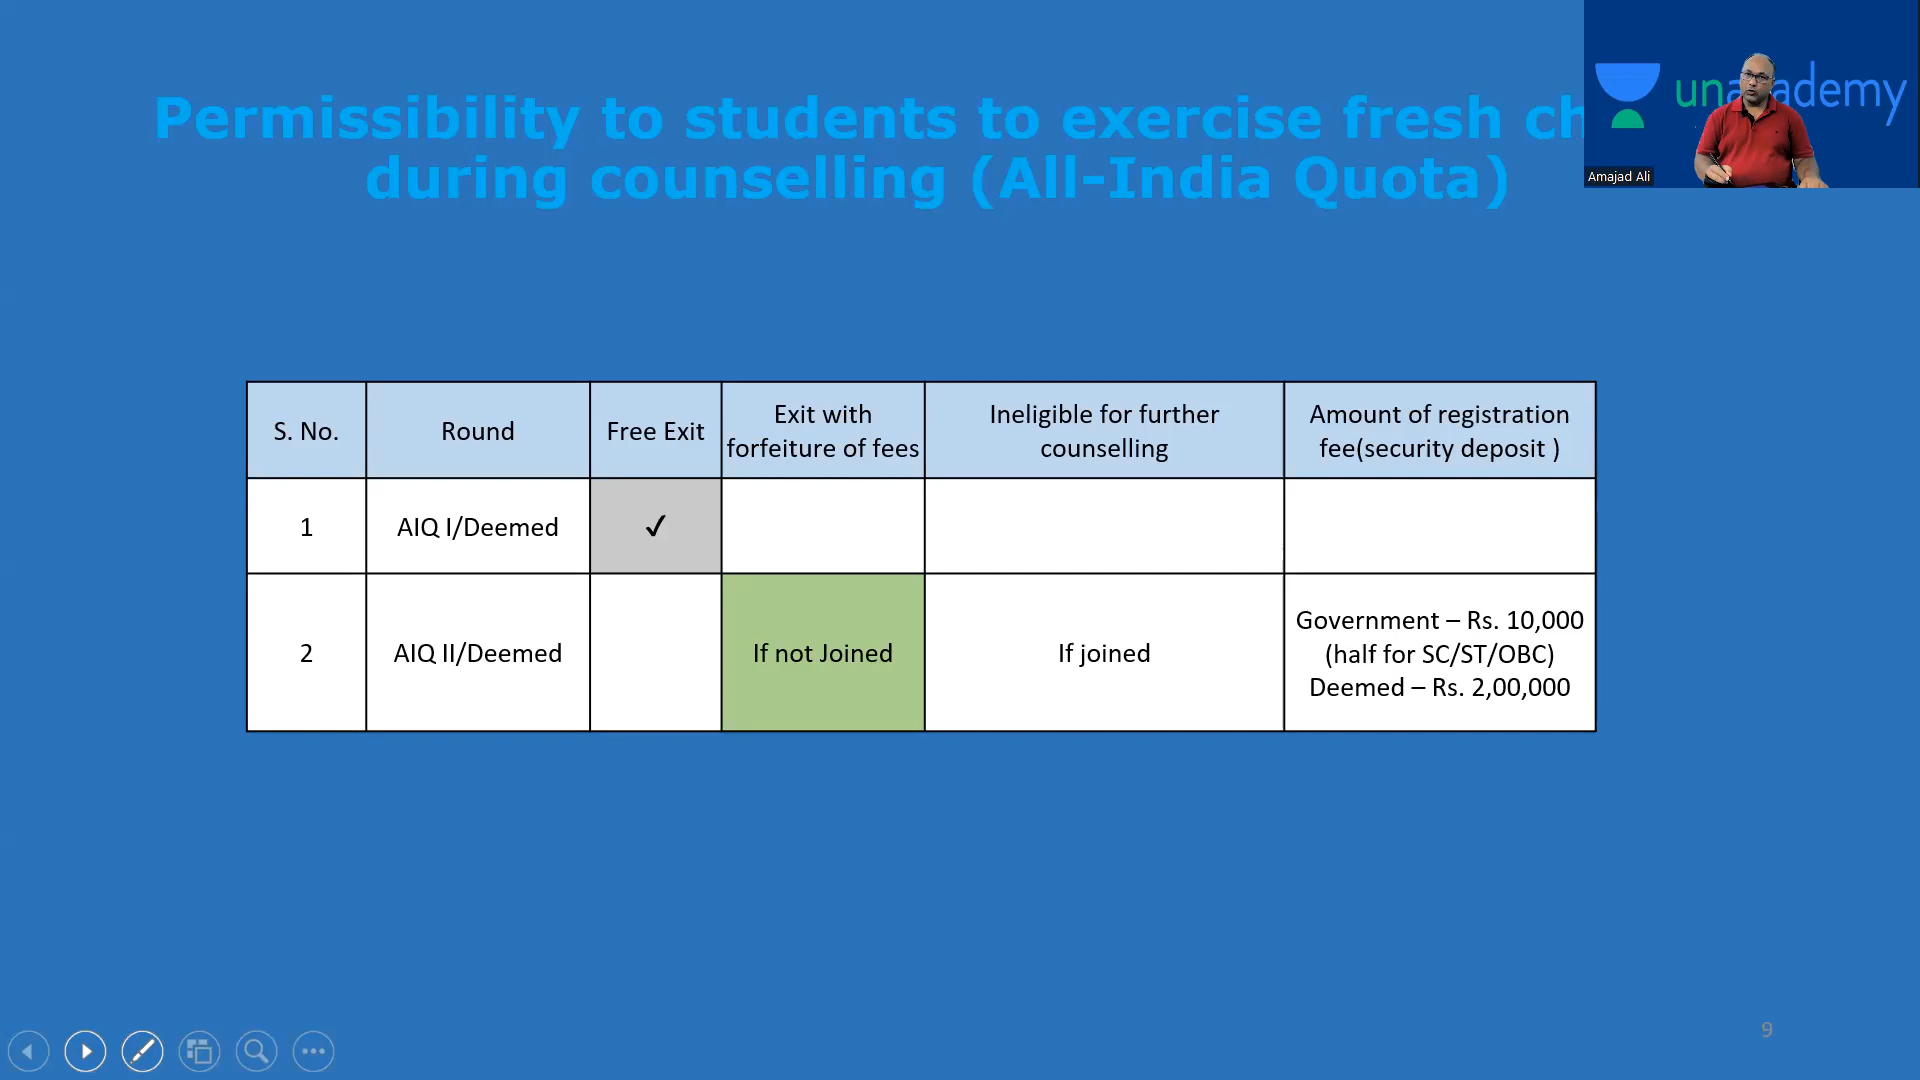 Permissibility to students to exercise fresh
during counselling (All-India Quota)
unacademy
Amajad Ali
S. No.
Round
Free Exit
Exit with
forfeiture of fees
Ineligible for further
counselling
Amount of registration
fee(security deposit )
1
AIQ I/Deemed
✓
2
AIQ II/Deemed
If not Joined
If joined
Government – Rs. 10,000
(half for SC/ST/OBC)
Deemed – Rs. 2,00,000
9